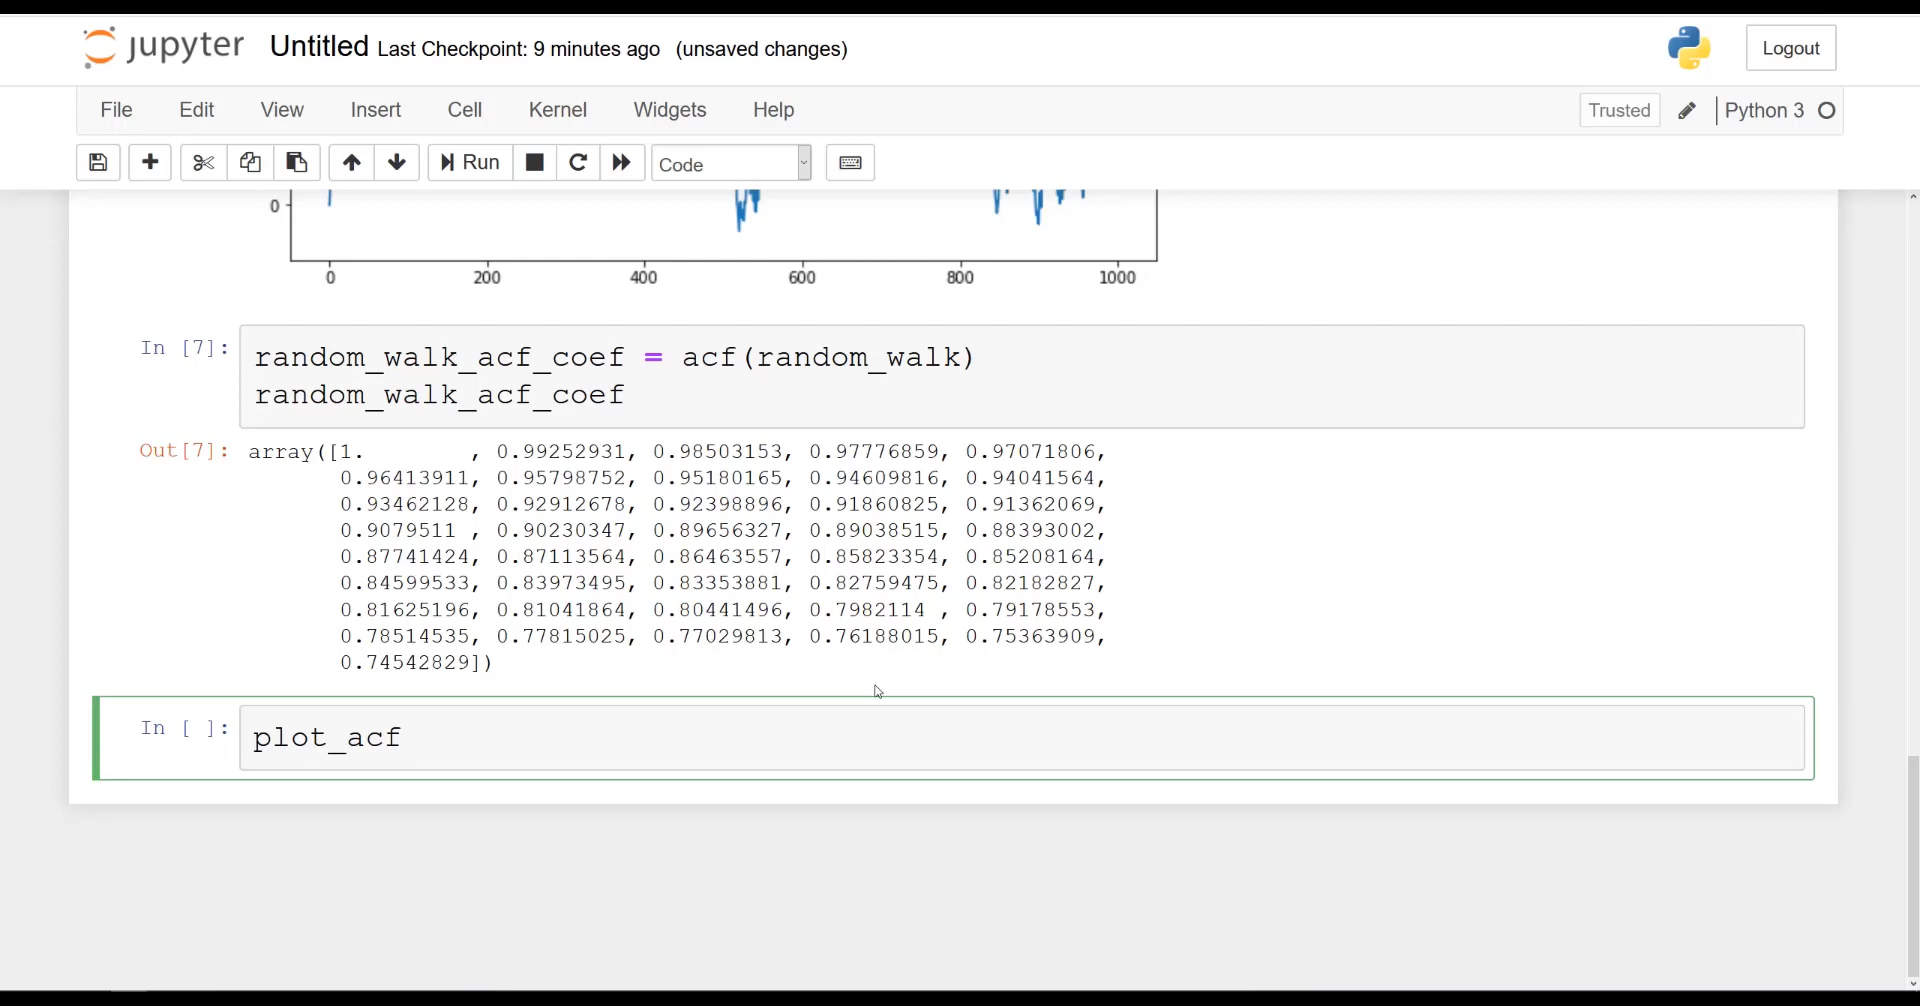 jupyter Untitled Last Checkpoint: 9 minutes ago (unsaved changes) Logout
File Edit View Insert Cell Kernel Widgets Help Trusted Python 3
Run Code
0
0 200 400 600 800 1000
In [7]: random_walk_acf_coef = acf(random_walk)
random_walk_acf_coef
Out[7]: array([1. , 0.99252931, 0.98503153, 0.97776859, 0.97071806,
0.96413911, 0.95798752, 0.95180165, 0.94609816, 0.94041564,
0.93462128, 0.92912678, 0.92398896, 0.91860825, 0.91362069,
0.9079511 , 0.90230347, 0.89656327, 0.89038515, 0.88393002,
0.87741424, 0.87113564, 0.86463557, 0.85823354, 0.85208164,
0.84599533, 0.83973495, 0.83353881, 0.82759475, 0.82182827,
0.81625196, 0.81041864, 0.80441496, 0.7982114 , 0.79178553,
0.78514535, 0.77815025, 0.77029813, 0.76188015, 0.75363909,
0.74542829])
In [ ]: plot_acf